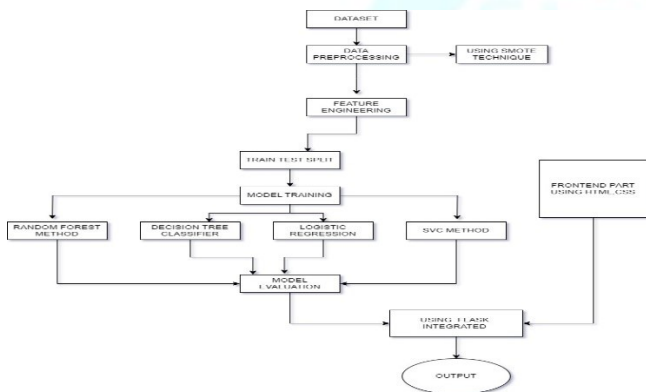 DATASET
DATA
PREPROCESSING
USING SMOTE
TECHNIQUE
FEATURE
ENGINEERING
TRAIN TEST SPLIT
MODEL TRAINING
FRONTEND PART
USING HTML,CSS
RANDOM FOREST
METHOD
DECISION TREE
CLASSIFIER
LOGISTIC
REGRESSION
SVC METHOD
MODEL
EVALUATION
USING FLASK
INTEGRATED
OUTPUT